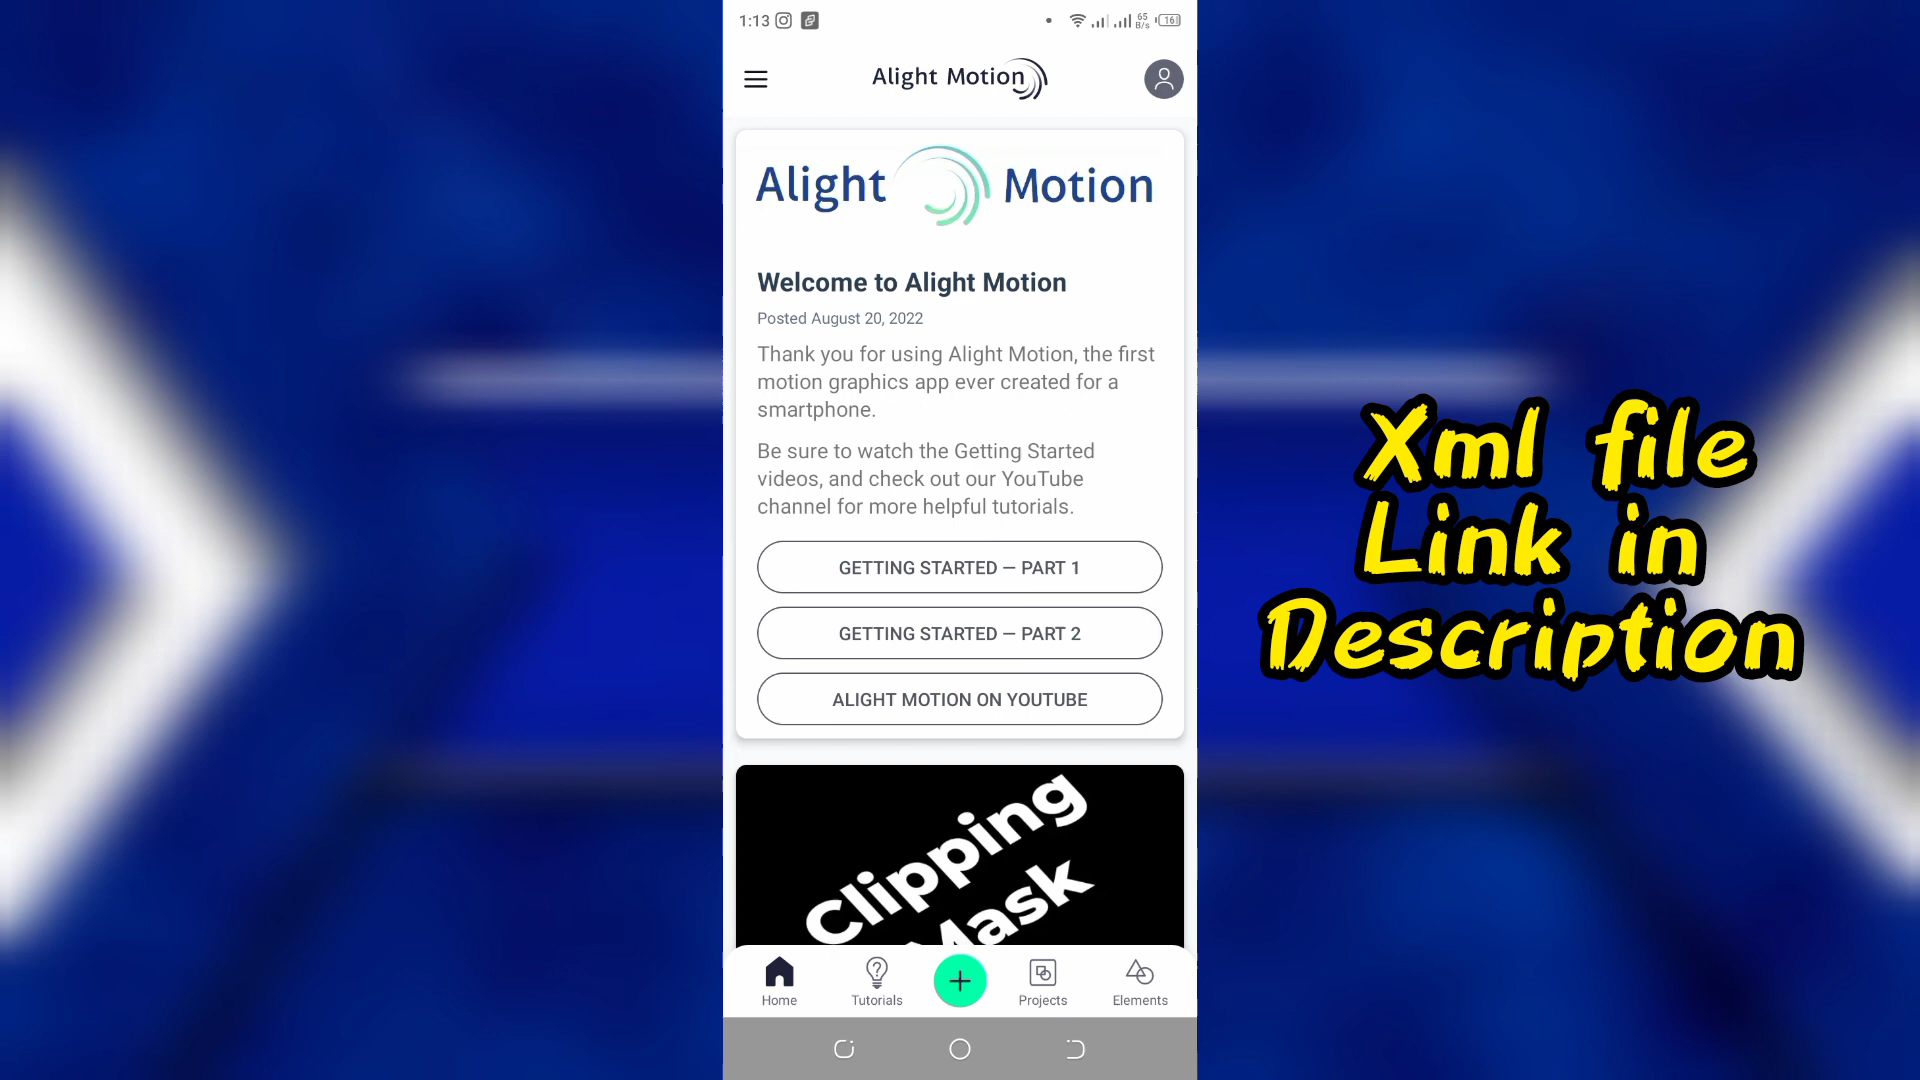 1:13
65
B/s
16
Alight Motion
Alight Motion
Welcome to Alight Motion
Posted August 20, 2022
Thank you for using Alight Motion, the first
motion graphics app ever created for a
smartphone.
Be sure to watch the Getting Started
videos, and check out our YouTube
channel for more helpful tutorials.
GETTING STARTED — PART 1
GETTING STARTED — PART 2
ALIGHT MOTION ON YOUTUBE
Clipping
Mask
Home
Tutorials
Projects
Elements
Xml file
Link in
Description